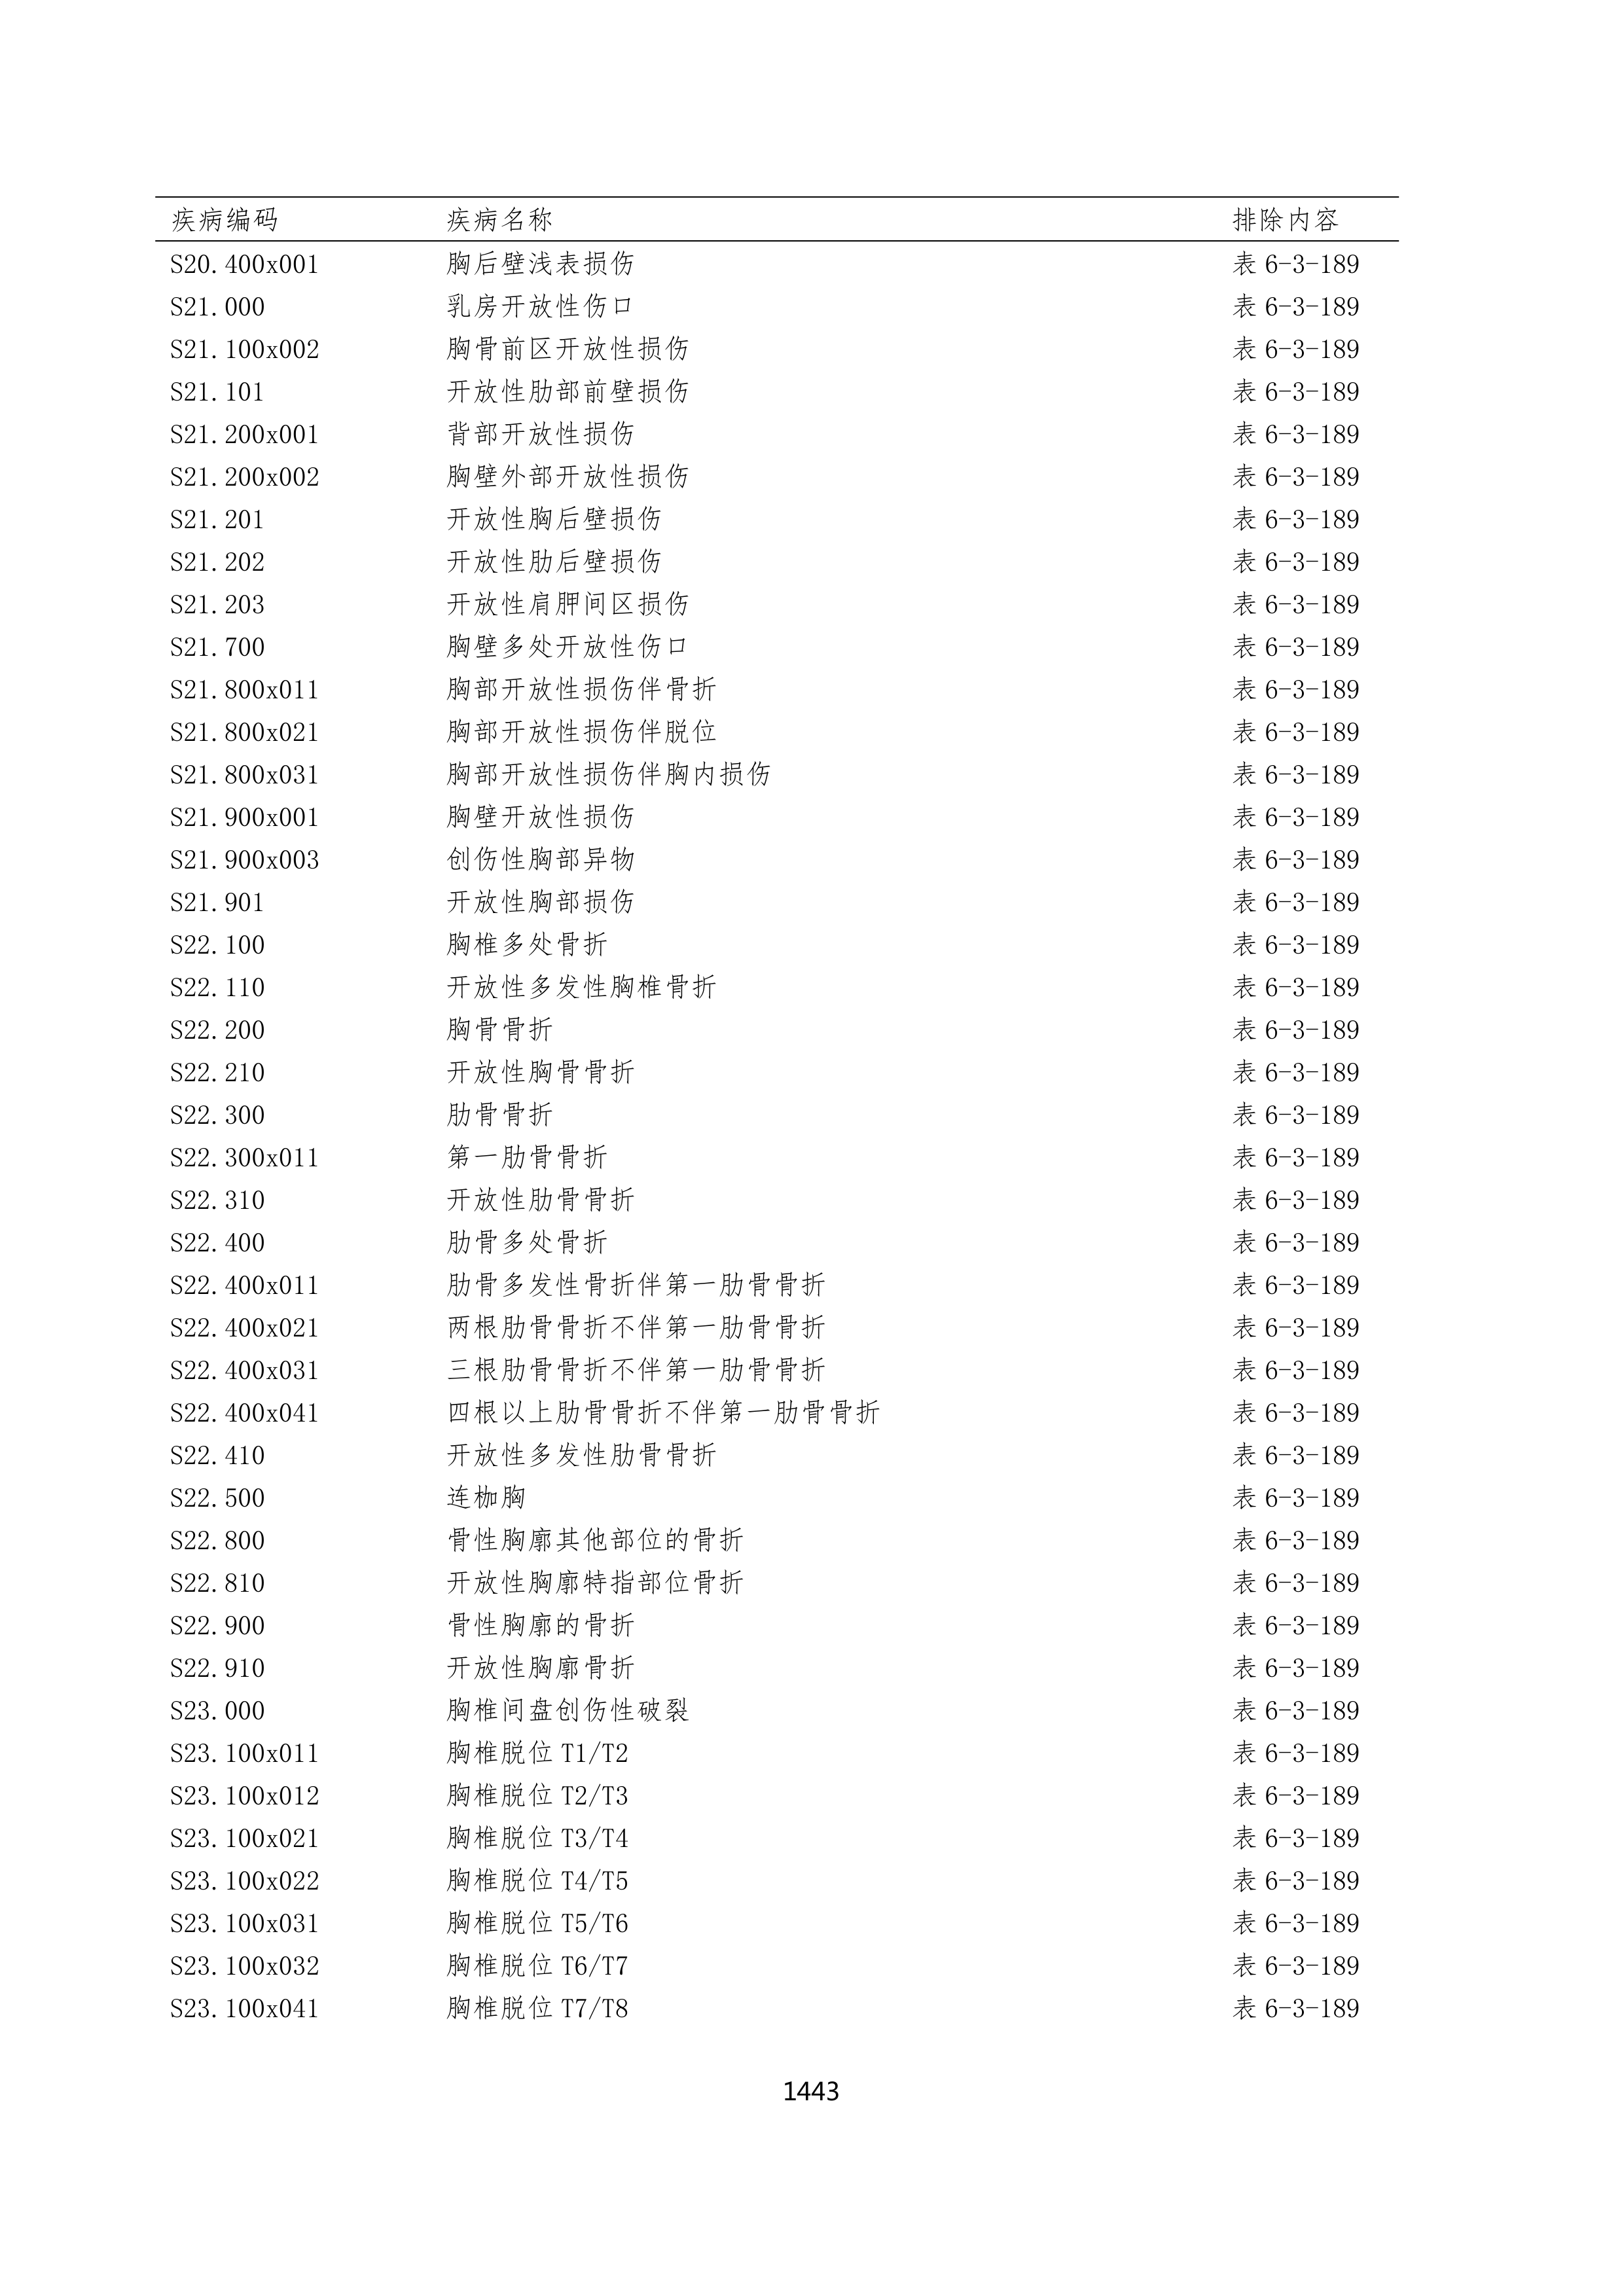 疾病编码 疾病名称 排除内容
S20.400x001 胸后壁浅表损伤 表 6-3-189
S21.000 乳房开放性伤口 表 6-3-189
S21.100x002 胸骨前区开放性损伤 表 6-3-189
S21.101 开放性肋部前壁损伤 表 6-3-189
S21.200x001 背部开放性损伤 表 6-3-189
S21.200x002 胸壁外部开放性损伤 表 6-3-189
S21.201 开放性胸后壁损伤 表 6-3-189
S21.202 开放性肋后壁损伤 表 6-3-189
S21.203 开放性肩胛间区损伤 表 6-3-189
S21.700 胸壁多处开放性伤口 表 6-3-189
S21.800x011 胸部开放性损伤伴骨折 表 6-3-189
S21.800x021 胸部开放性损伤伴脱位 表 6-3-189
S21.800x031 胸部开放性损伤伴胸内损伤 表 6-3-189
S21.900x001 胸壁开放性损伤 表 6-3-189
S21.900x003 创伤性胸部异物 表 6-3-189
S21.901 开放性胸部损伤 表 6-3-189
S22.100 胸椎多处骨折 表 6-3-189
S22.110 开放性多发性胸椎骨折 表 6-3-189
S22.200 胸骨骨折 表 6-3-189
S22.210 开放性胸骨骨折 表 6-3-189
S22.300 肋骨骨折 表 6-3-189
S22.300x011 第一肋骨骨折 表 6-3-189
S22.310 开放性肋骨骨折 表 6-3-189
S22.400 肋骨多处骨折 表 6-3-189
S22.400x011 肋骨多发性骨折伴第一肋骨骨折 表 6-3-189
S22.400x021 两根肋骨骨折不伴第一肋骨骨折 表 6-3-189
S22.400x031 三根肋骨骨折不伴第一肋骨骨折 表 6-3-189
S22.400x041 四根以上肋骨骨折不伴第一肋骨骨折 表 6-3-189
S22.410 开放性多发性肋骨骨折 表 6-3-189
S22.500 连枷胸 表 6-3-189
S22.800 骨性胸廓其他部位的骨折 表 6-3-189
S22.810 开放性胸廓特指部位骨折 表 6-3-189
S22.900 骨性胸廓的骨折 表 6-3-189
S22.910 开放性胸廓骨折 表 6-3-189
S23.000 胸椎间盘创伤性破裂 表 6-3-189
S23.100x011 胸椎脱位 T1/T2 表 6-3-189
S23.100x012 胸椎脱位 T2/T3 表 6-3-189
S23.100x021 胸椎脱位 T3/T4 表 6-3-189
S23.100x022 胸椎脱位 T4/T5 表 6-3-189
S23.100x031 胸椎脱位 T5/T6 表 6-3-189
S23.100x032 胸椎脱位 T6/T7 表 6-3-189
S23.100x041 胸椎脱位 T7/T8 表 6-3-189
1443